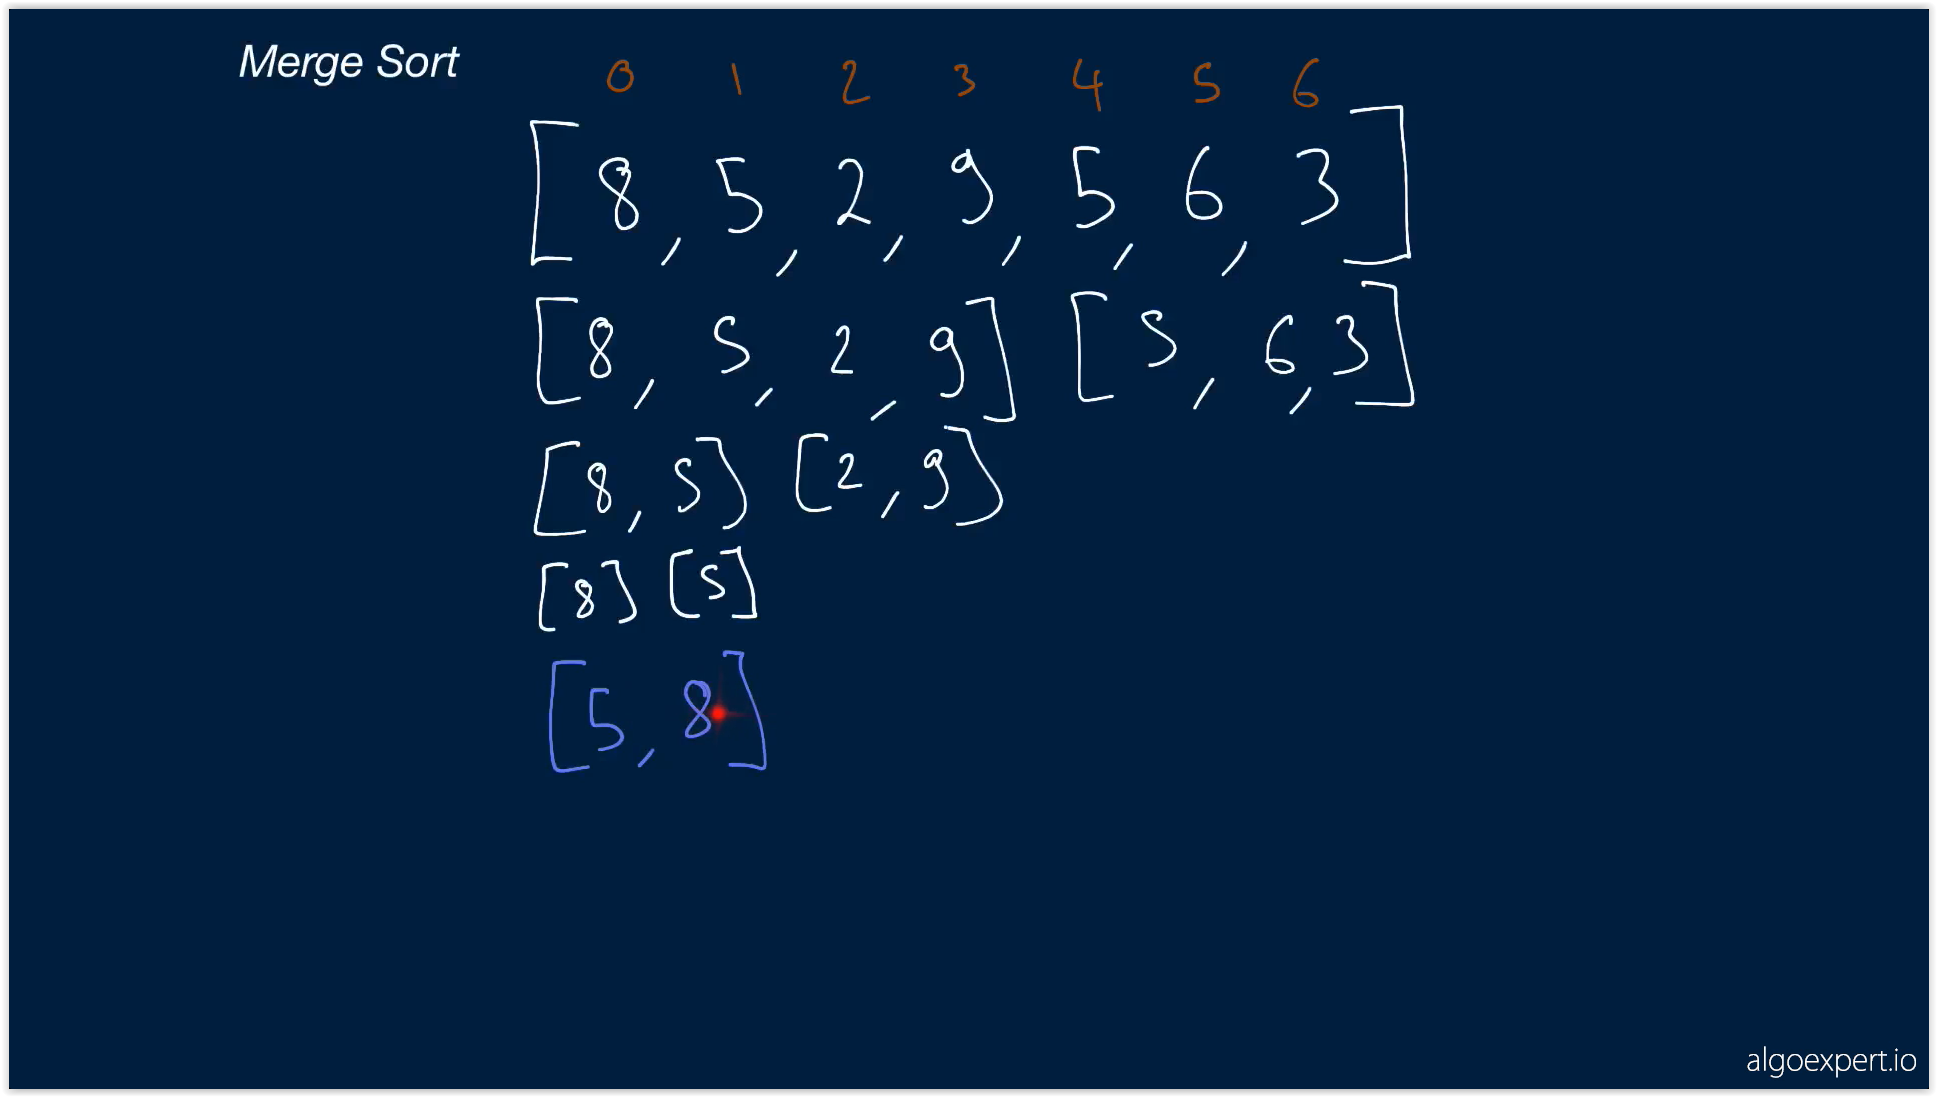 Merge Sort
0 1 2 3 4 5 6
[8, 5, 2, 9, 5, 6, 3]
[8, 5, 2, 9] [5, 6, 3]
[8, 5] [2, 9]
[8] [5]
[5, 8]
algoexpert.io